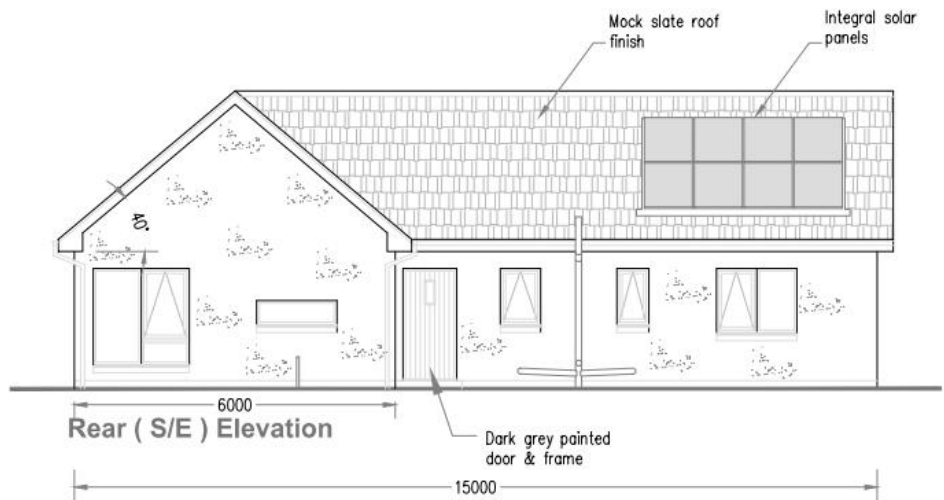 Mock slate roof
finish
Integral solar
panels
40°
6000
Rear ( S/E ) Elevation
Dark grey painted
door & frame
15000